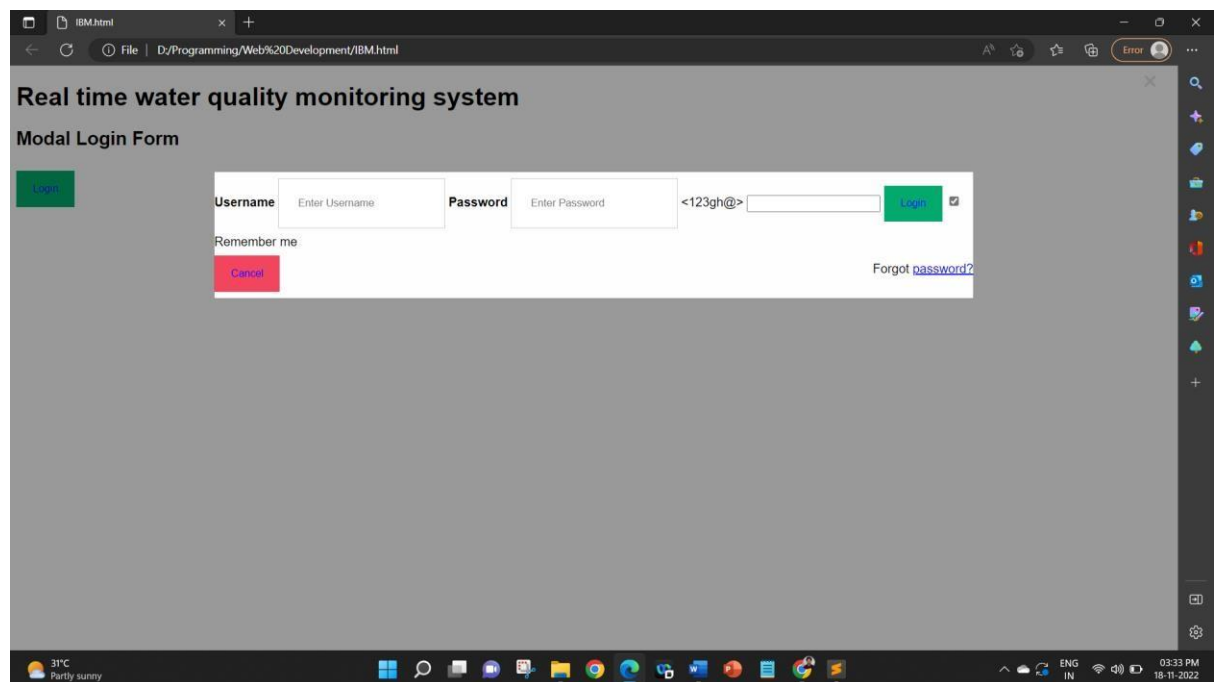 IBM.html
File | D:/Programming/Web%20Development/IBM.html
Error
Real time water quality monitoring system
Modal Login Form
Login
Username Enter Username Password Enter Password <123gh@> Login
Remember me
Cancel
Forgot password?
31°C
Partly sunny
ENG
IN
03:33 PM
18-11-2022